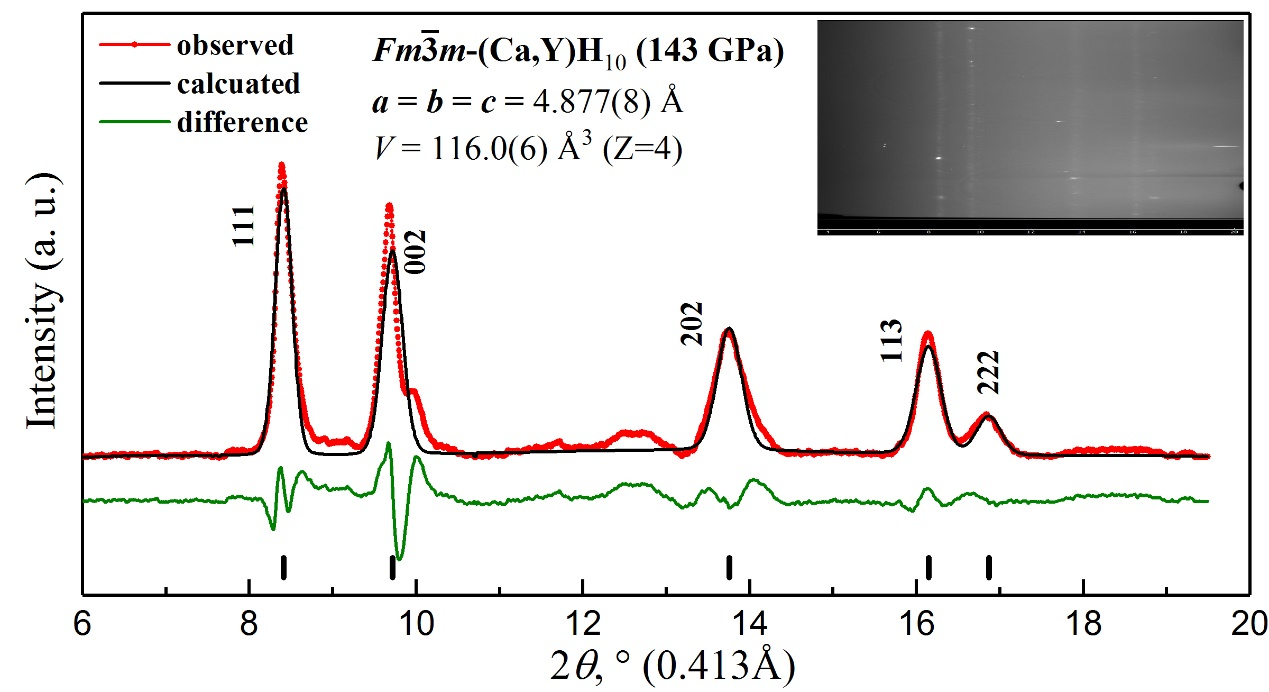 observed
calcuated
difference
Fm3̅m-(Ca,Y)H₁₀ (143 GPa)
a = b = c = 4.877(8) Å
V = 116.0(6) Å³ (Z=4)
111
002
202
113
222
Intensity (a. u.)
6 8 10 12 14 16 18 20
2θ, ° (0.413Å)